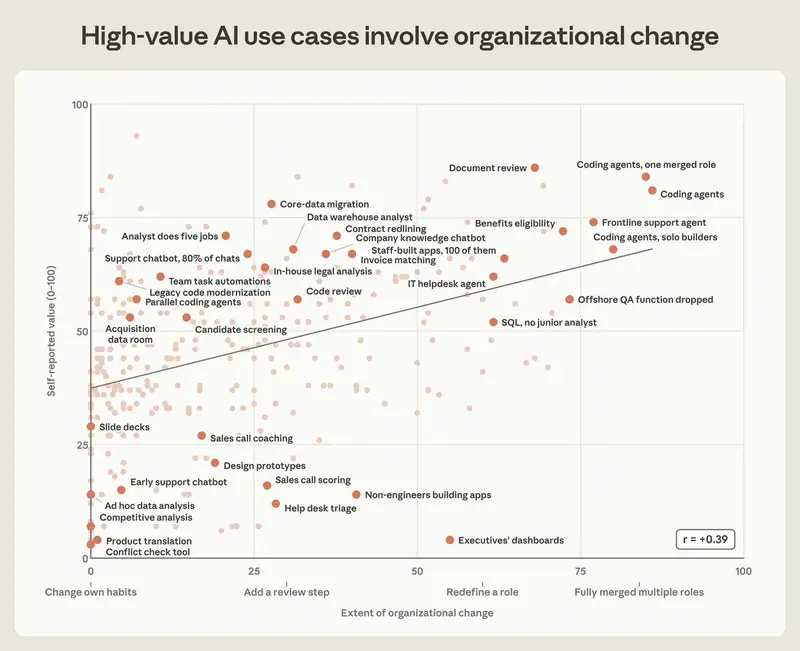 High-value AI use cases involve organizational change
100
75
50
25
0
Self-reported value (0–100)
Document review
Coding agents, one merged role
Coding agents
Core-data migration
Data warehouse analyst
Contract redlining
Company knowledge chatbot
Staff-built apps, 100 of them
Invoice matching
Benefits eligibility
Frontline support agent
Coding agents, solo builders
Analyst does five jobs
Support chatbot, 80% of chats
In-house legal analysis
Team task automations
Legacy code modernization
Parallel coding agents
Code review
IT helpdesk agent
Offshore QA function dropped
Acquisition
data room
Candidate screening
SQL, no junior analyst
Slide decks
Sales call coaching
Design prototypes
Early support chatbot
Sales call scoring
Non-engineers building apps
Ad hoc data analysis
Help desk triage
Competitive analysis
Product translation
Conflict check tool
Executives' dashboards
r = +0.39
0
25
50
75
100
Change own habits
Add a review step
Redefine a role
Fully merged multiple roles
Extent of organizational change